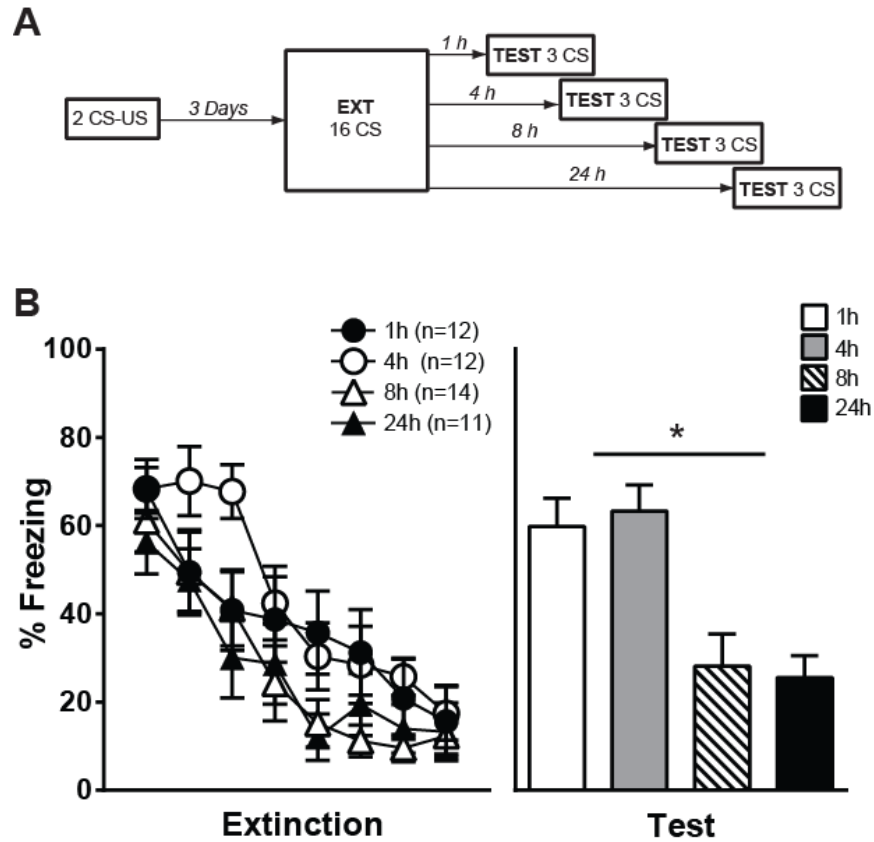 A
2 CS-US
3 Days
EXT
16 CS
1 h
TEST 3 CS
4 h
TEST 3 CS
8 h
TEST 3 CS
24 h
TEST 3 CS
B
1h (n=12)
4h (n=12)
8h (n=14)
24h (n=11)
1h
4h
8h
24h
*
% Freezing
100
80
60
40
20
0
Extinction
Test